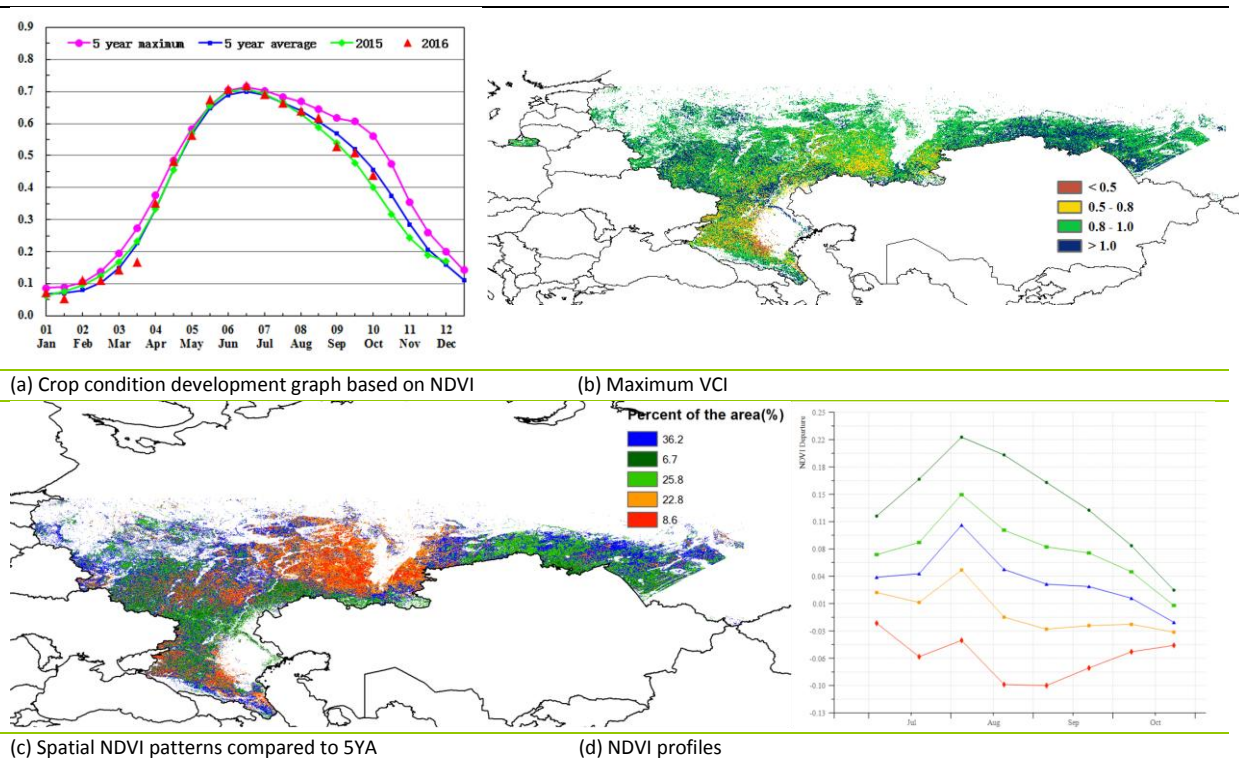 0.9
5 year maximum 5 year average 2015 2016
0.8
0.7
0.6
0.5
0.4
0.3
0.2
0.1
0.0
01 02 03 04 05 06 07 08 09 10 11 12
Jan Feb Mar Apr May Jun Jul Aug Sep Oct Nov Dec
< 0.5
0.5 - 0.8
0.8 - 1.0
> 1.0
(a) Crop condition development graph based on NDVI (b) Maximum VCI
Percent of the area(%)
36.2
6.7
25.8
22.8
8.6
NDVI Departure
0.25
0.22
0.18
0.15
0.11
0.08
0.04
0.01
-0.03
-0.06
-0.10
-0.13
Jul Aug Sep Oct
(c) Spatial NDVI patterns compared to 5YA (d) NDVI profiles